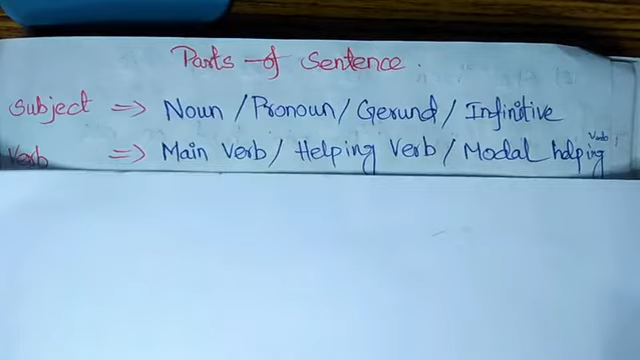 Parts of Sentence.
Subject => Noun / Pronoun / Gerund / Infinitive
Verb => Main Verb / Helping Verb / Modal helping verb